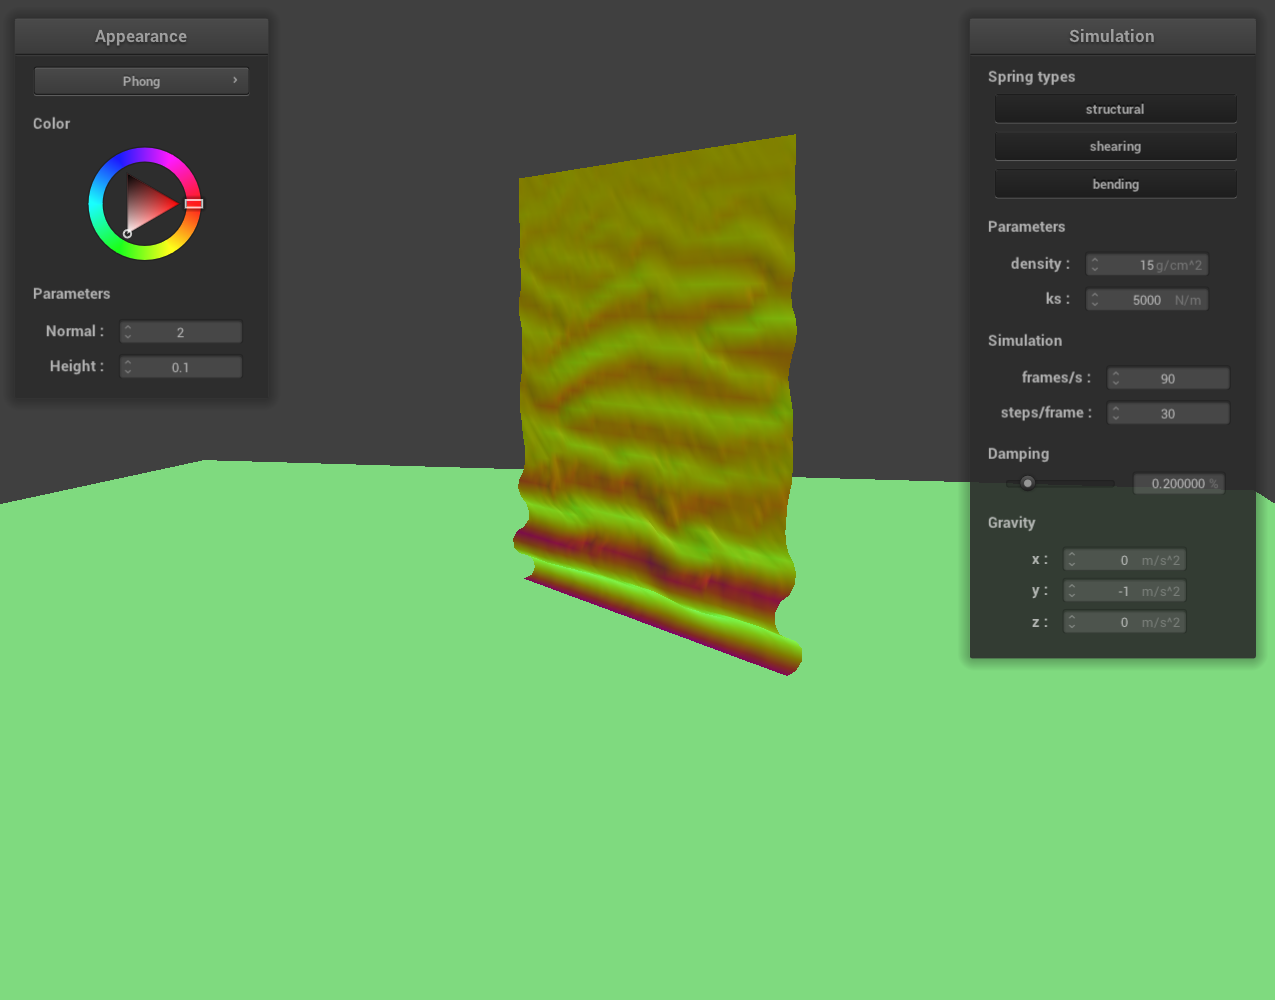 Appearance
Phong
Color
Parameters
Normal : 2
Height : 0.1
Simulation
Spring types
structural
shearing
bending
Parameters
density : 15 g/cm^2
ks : 5000 N/m
Simulation
frames/s : 90
steps/frame : 30
Damping
0.200000 %
Gravity
x : 0 m/s^2
y : -1 m/s^2
z : 0 m/s^2